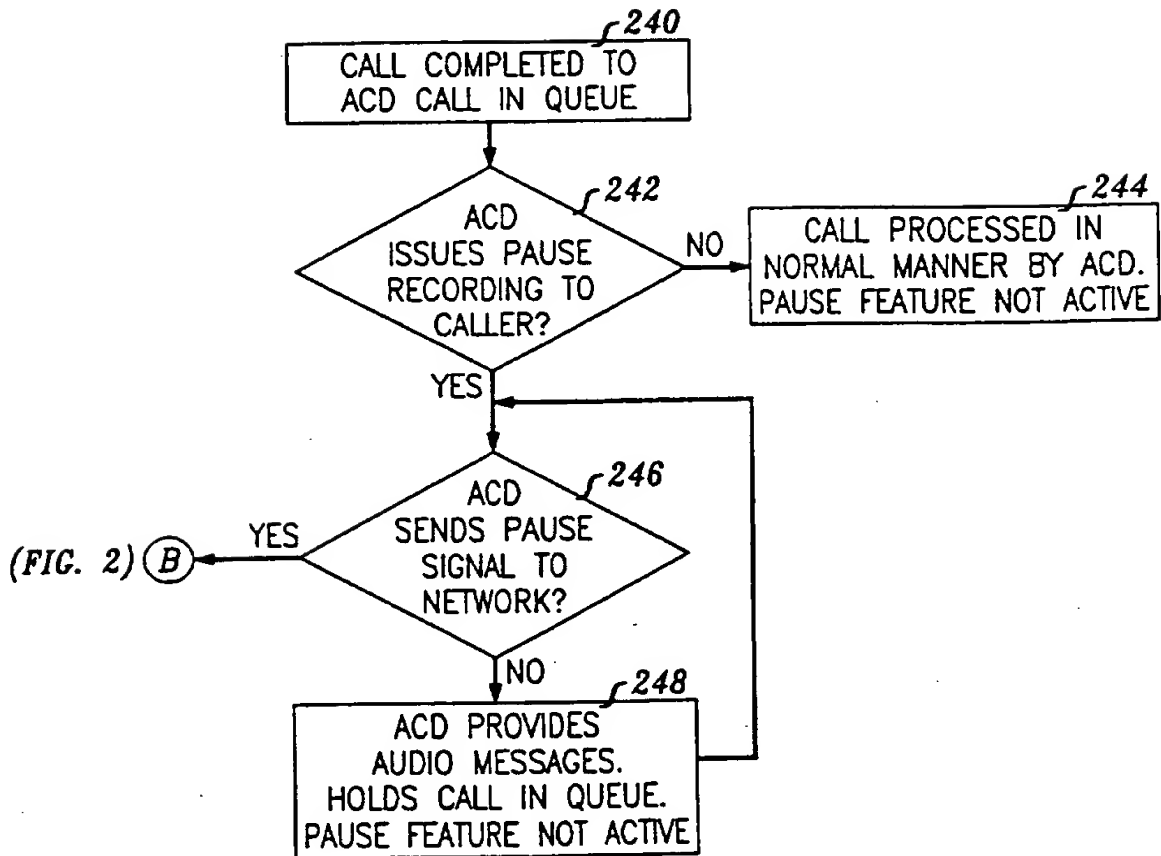 240
CALL COMPLETED TO
ACD CALL IN QUEUE
242
ACD
ISSUES PAUSE
RECORDING TO
CALLER?
NO
244
CALL PROCESSED IN
NORMAL MANNER BY ACD.
PAUSE FEATURE NOT ACTIVE
YES
246
ACD
SENDS PAUSE
SIGNAL TO
NETWORK?
YES
(FIG. 2) B
NO
248
ACD PROVIDES
AUDIO MESSAGES.
HOLDS CALL IN QUEUE.
PAUSE FEATURE NOT ACTIVE